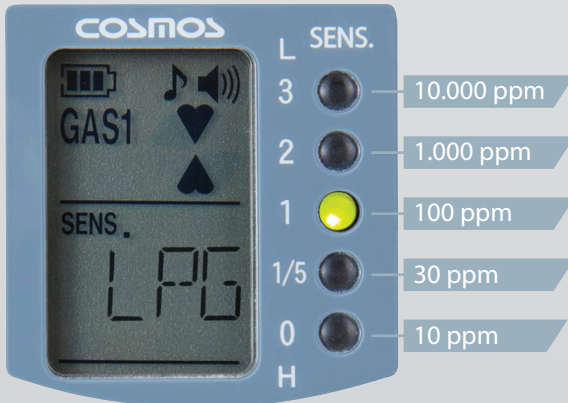 COSMOS
L SENS.
3 10.000 ppm
GAS1
2 1.000 ppm
SENS.
1 100 ppm
LPG
1/5 30 ppm
0 10 ppm
H